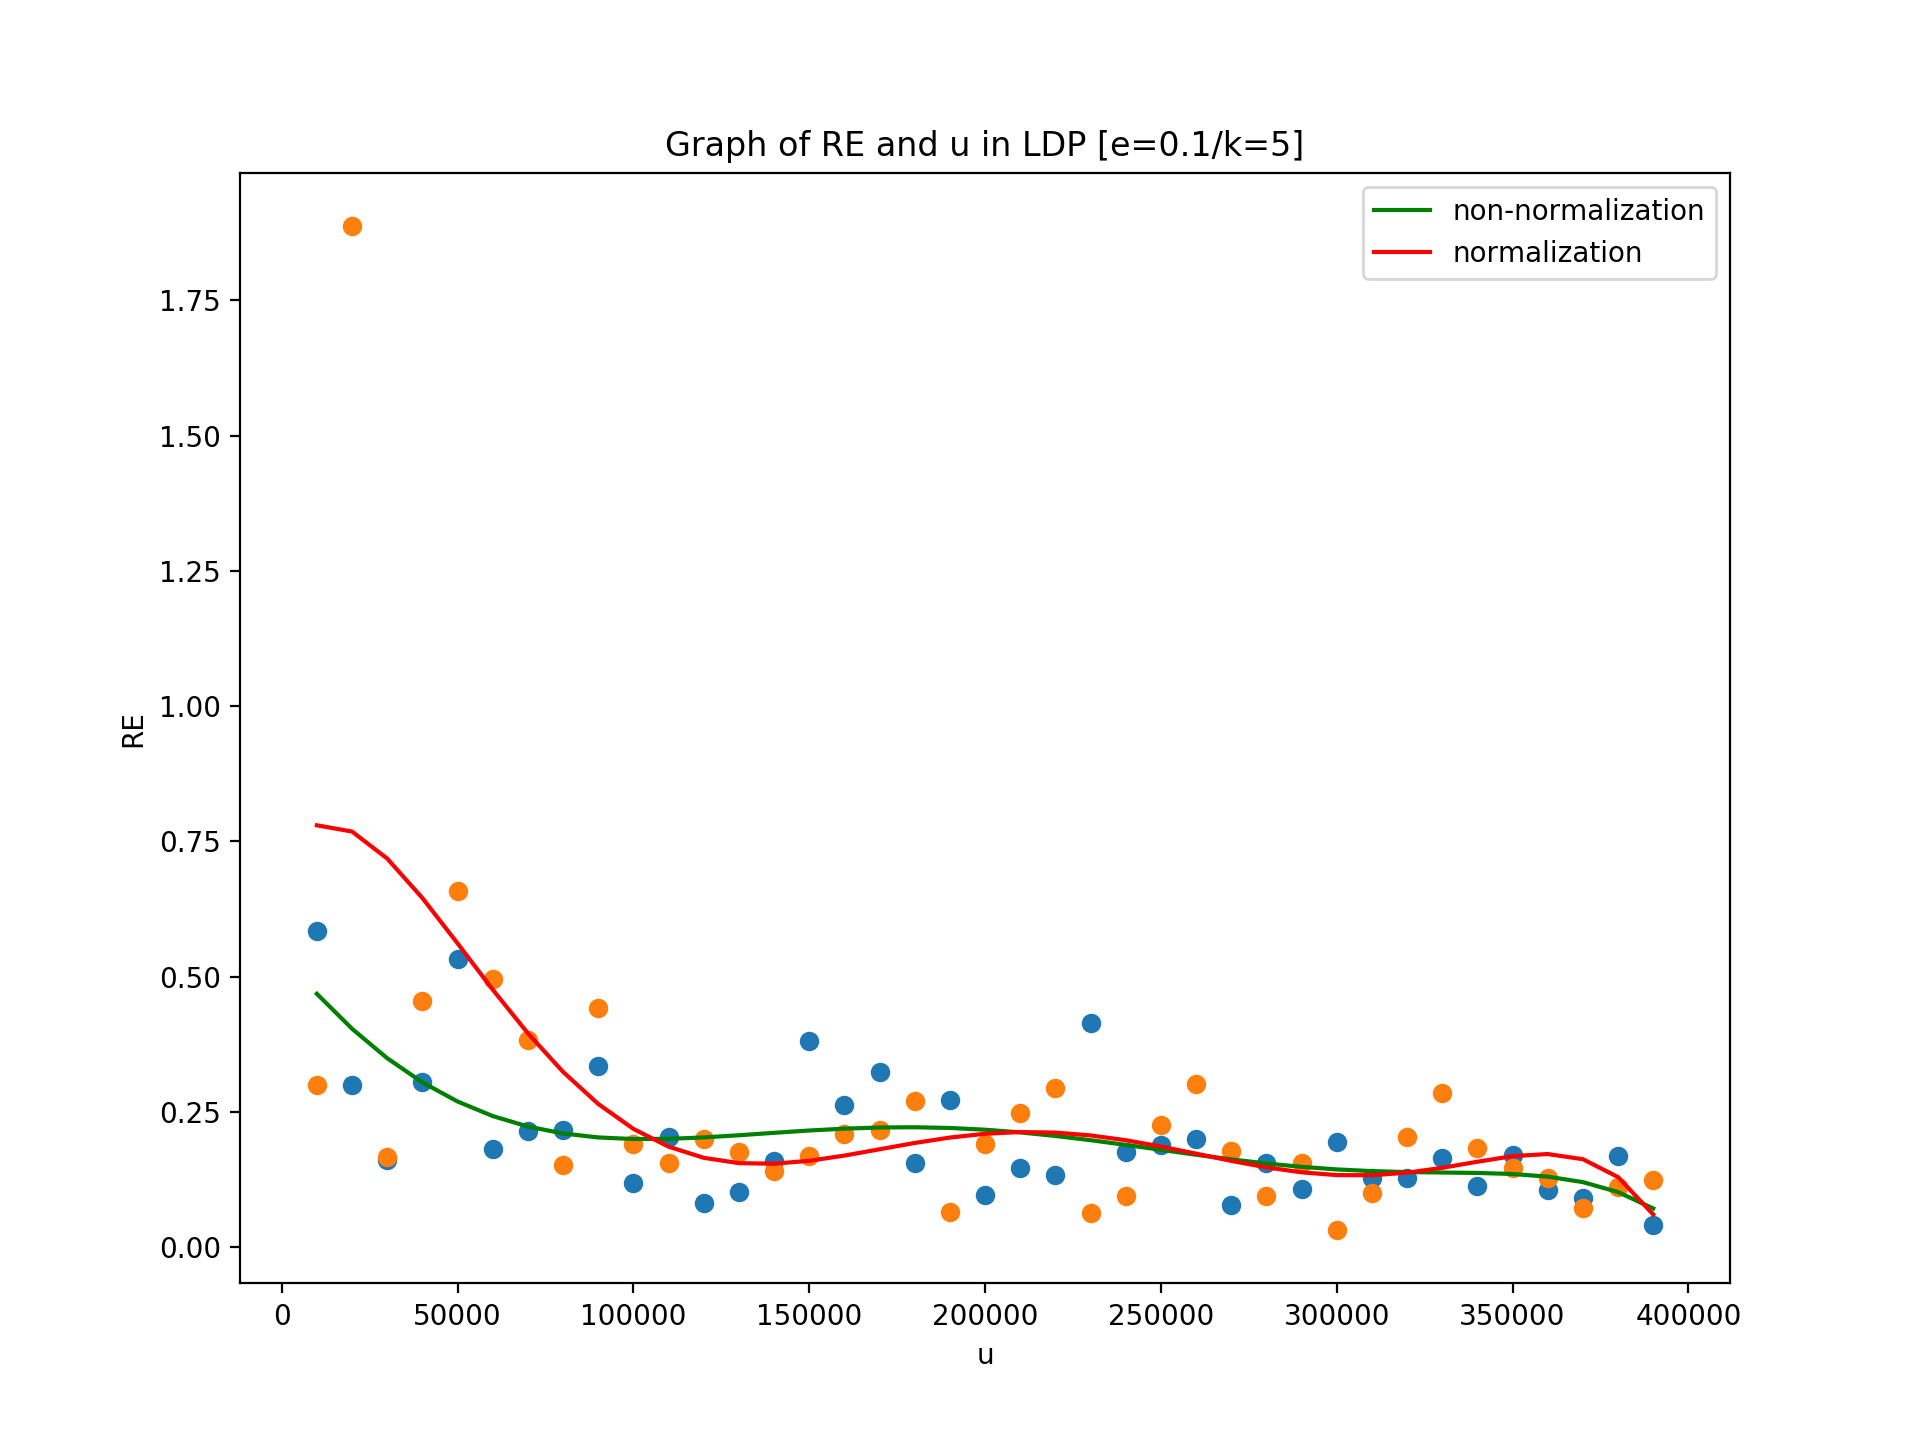 Graph of RE and u in LDP [e=0.1/k=5]
non-normalization
normalization
1.75
1.50
1.25
1.00
0.75
0.50
0.25
0.00
RE
0 50000 100000 150000 200000 250000 300000 350000 400000
u